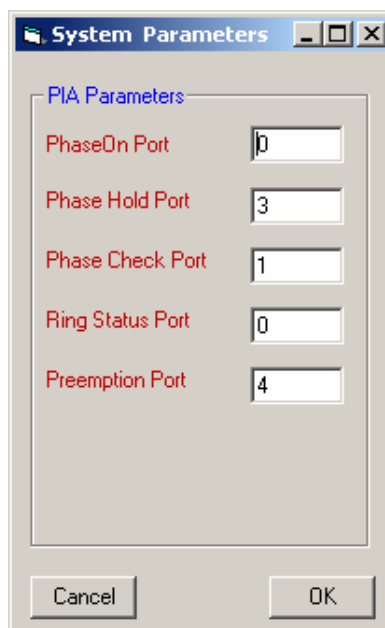 System Parameters
PIA Parameters
PhaseOn Port 0
Phase Hold Port 3
Phase Check Port 1
Ring Status Port 0
Preemption Port 4
Cancel OK